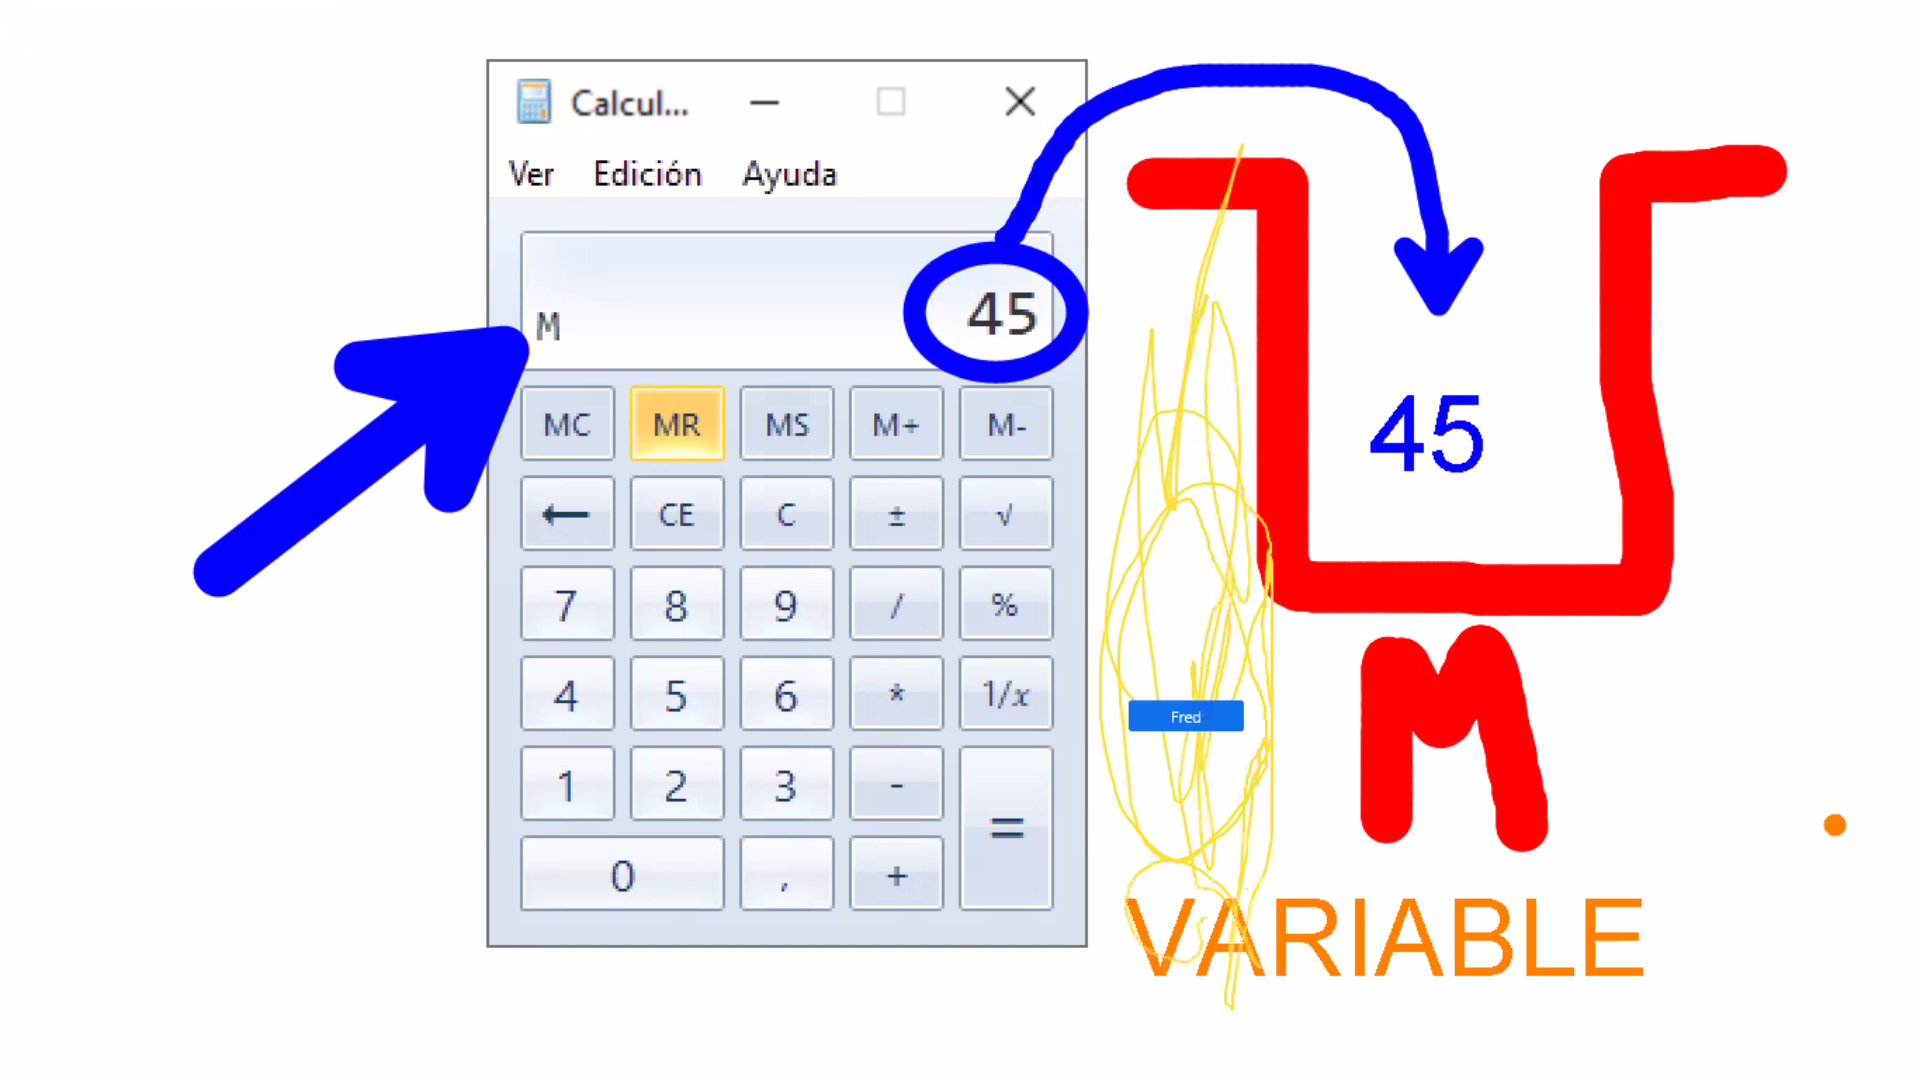 Calcul...
Ver Edición Ayuda
45
M
MC MR MS M+ M-
← CE C ± √
7 8 9 / %
4 5 6 * 1/x
1 2 3 - =
0 , +
45
M
Fred
VARIABLE